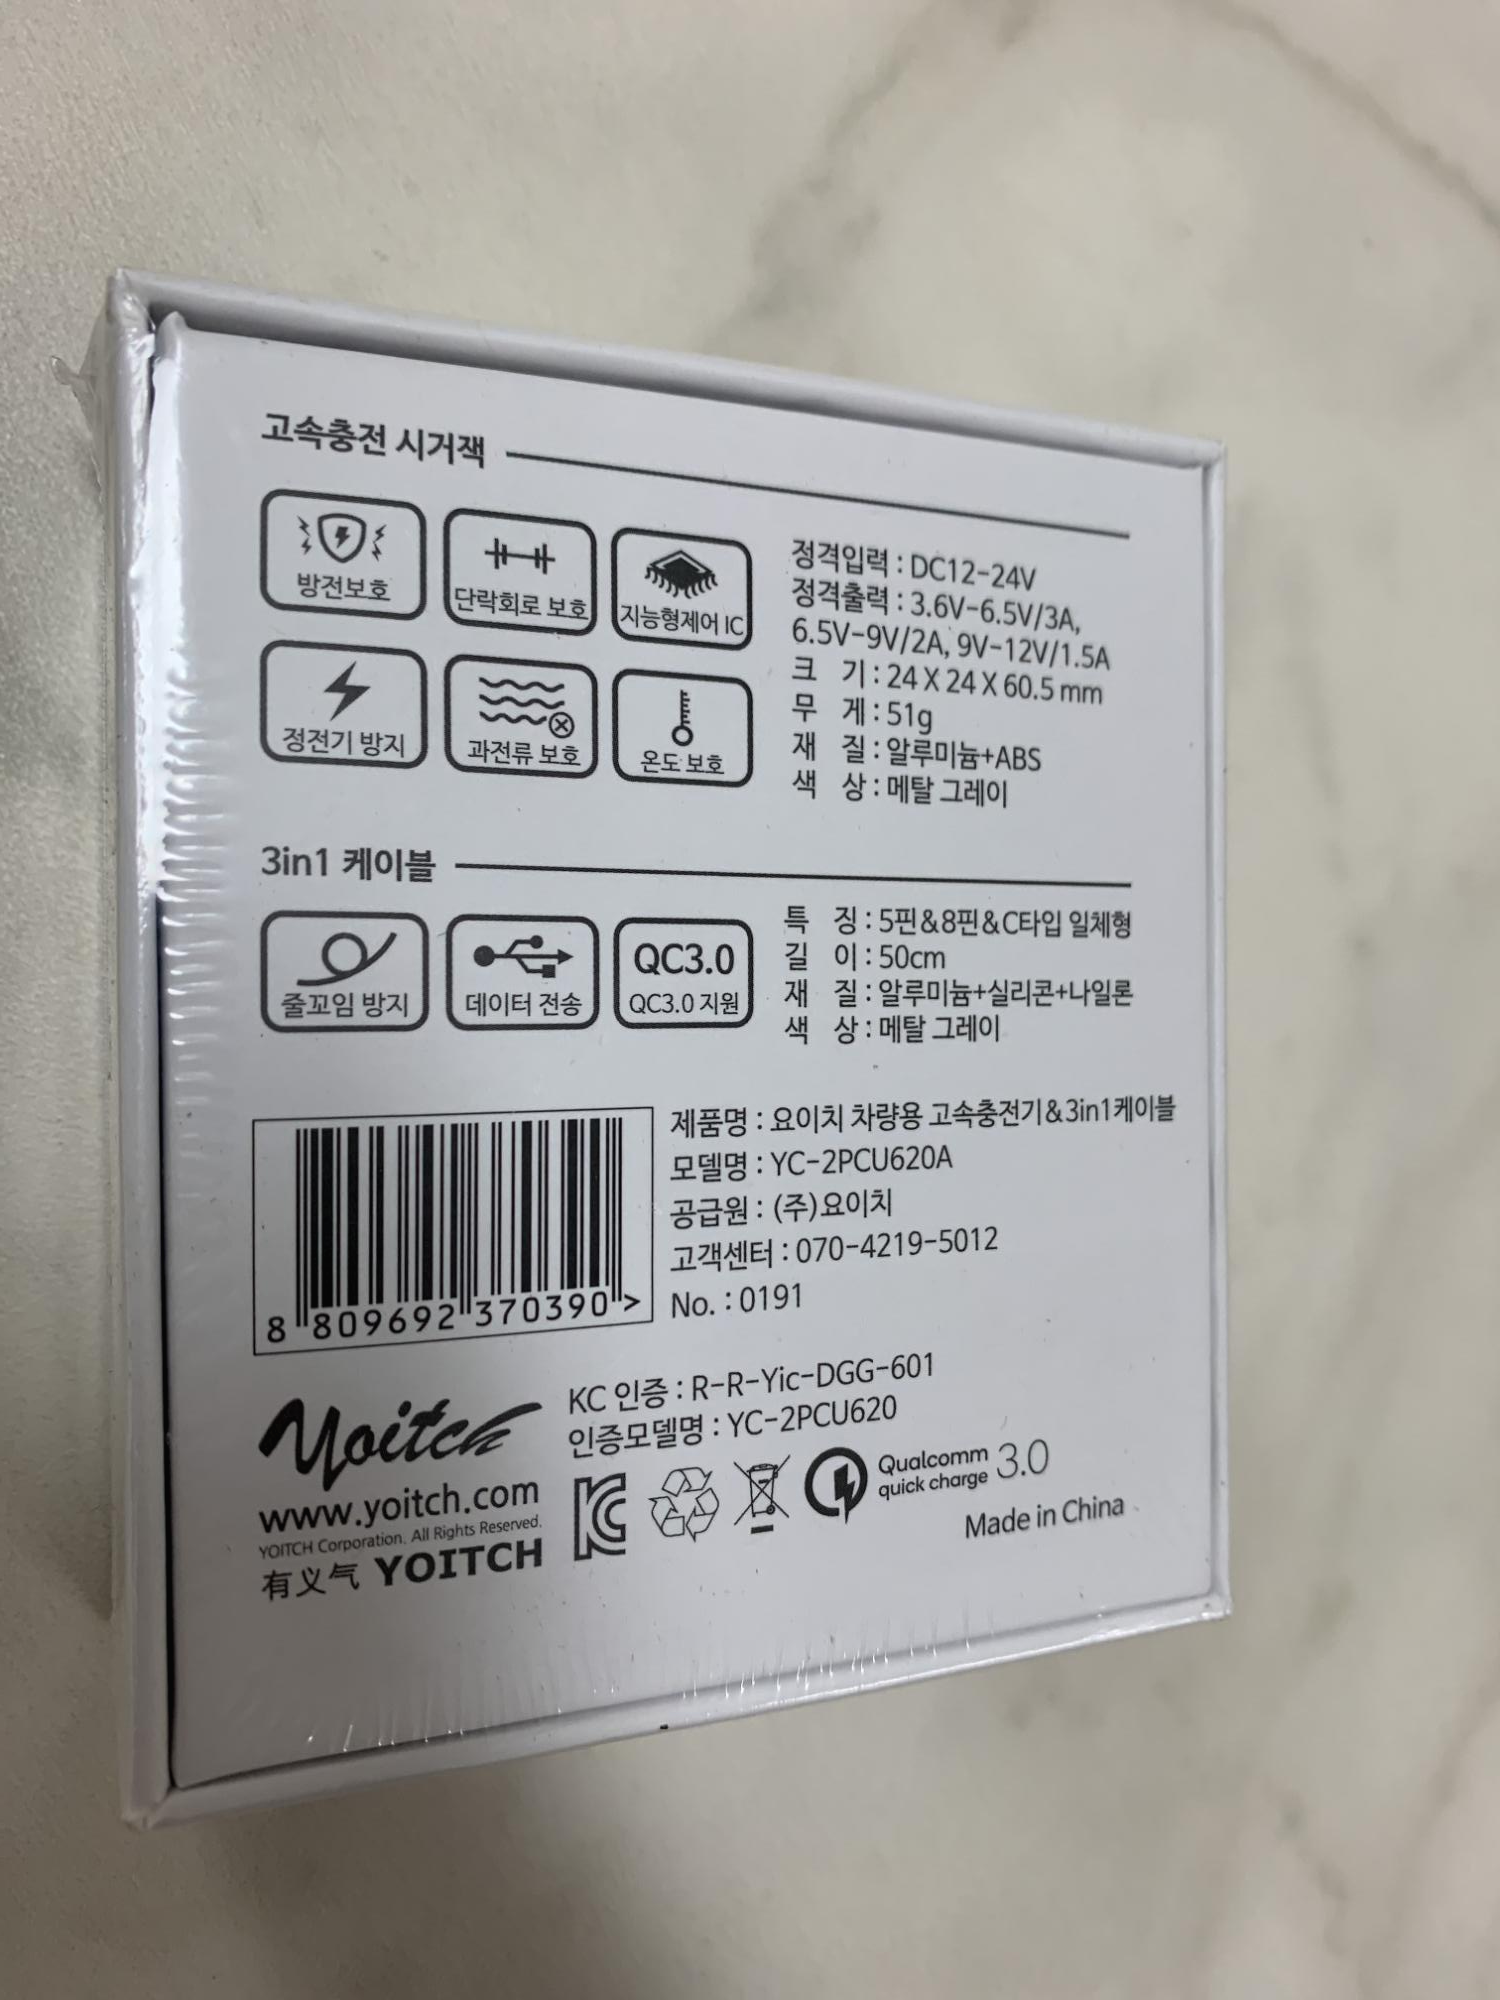 고속충전 시거잭
방전보호
단락회로 보호
지능형제어 IC
정전기 방지
과전류 보호
온도 보호
정격입력 : DC12-24V
정격출력 : 3.6V-6.5V/3A,
6.5V-9V/2A, 9V-12V/1.5A
크 기 : 24 X 24 X 60.5 mm
무 게 : 51g
재 질 : 알루미늄+ABS
색 상 : 메탈 그레이
3in1 케이블
줄꼬임 방지
데이터 전송
QC3.0
QC3.0 지원
특 징 : 5핀&8핀&C타입 일체형
길 이 : 50cm
재 질 : 알루미늄+실리콘+나일론
색 상 : 메탈 그레이
8 809692 370390 >
제품명 : 요이치 차량용 고속충전기&3in1케이블
모델명 : YC-2PCU620A
공급원 : (주)요이치
고객센터 : 070-4219-5012
No. : 0191
Yoitch
www.yoitch.com
YOITCH Corporation. All Rights Reserved.
有义气 YOITCH
KC 인증 : R-R-Yic-DGG-601
인증모델명 : YC-2PCU620
KC
Qualcomm
quick charge 3.0
Made in China